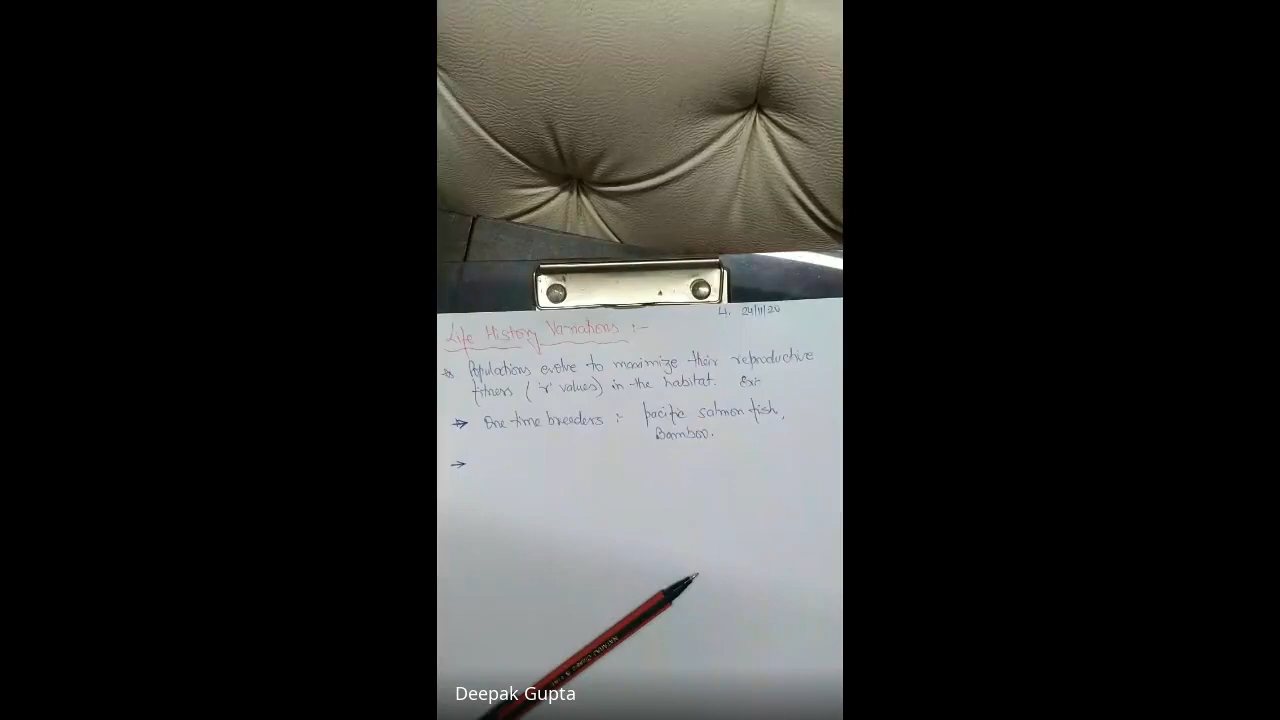 4. 24/11/20
Life History Variations :-
Populations evolve to maximize their reproductive
fitness ('r' values) in the habitat. Ex:-
→ One time breeders :- pacific salmon fish,
Bamboo.
→
Deepak Gupta